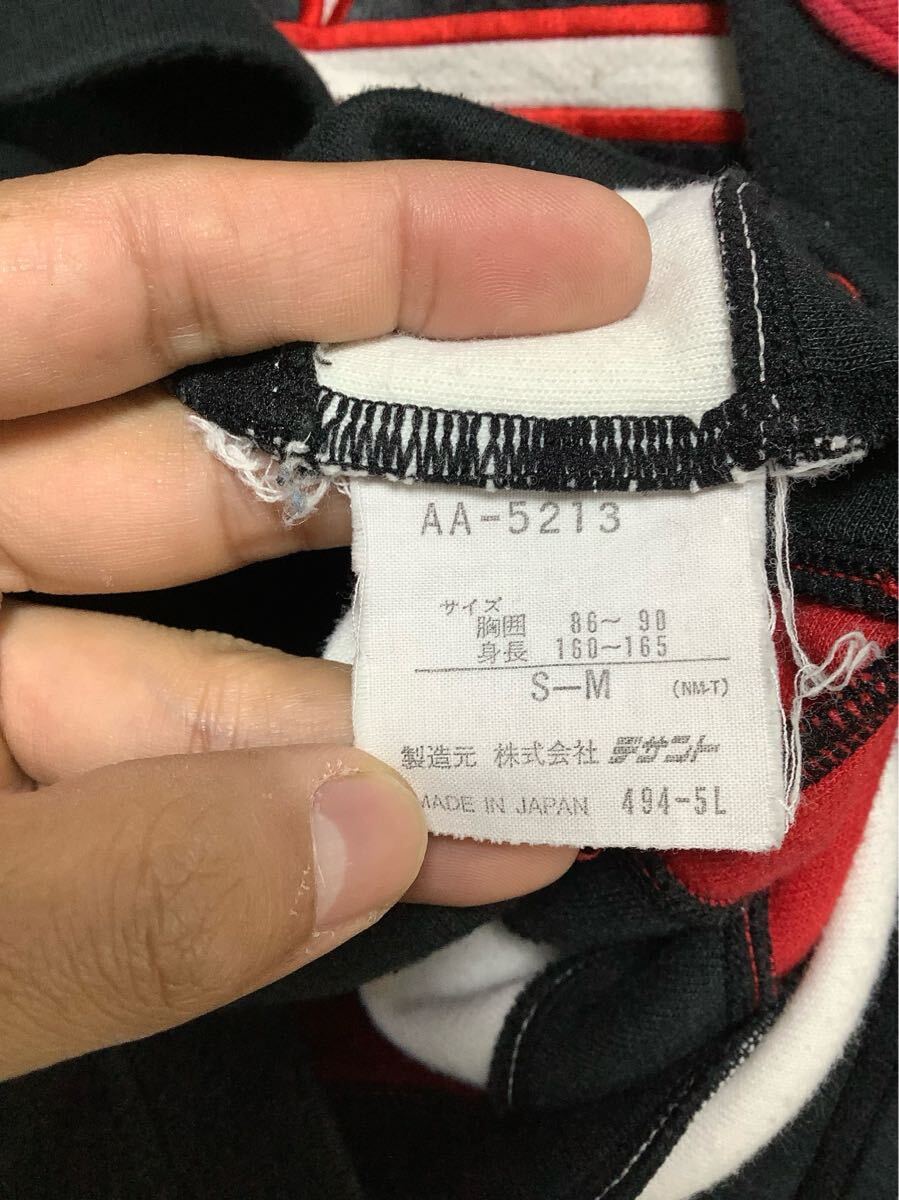 AA-5213
サイズ
胸囲 86~90
身長 160~165
S—M (NM-T)
製造元 株式会社 デサント
MADE IN JAPAN 494-5L